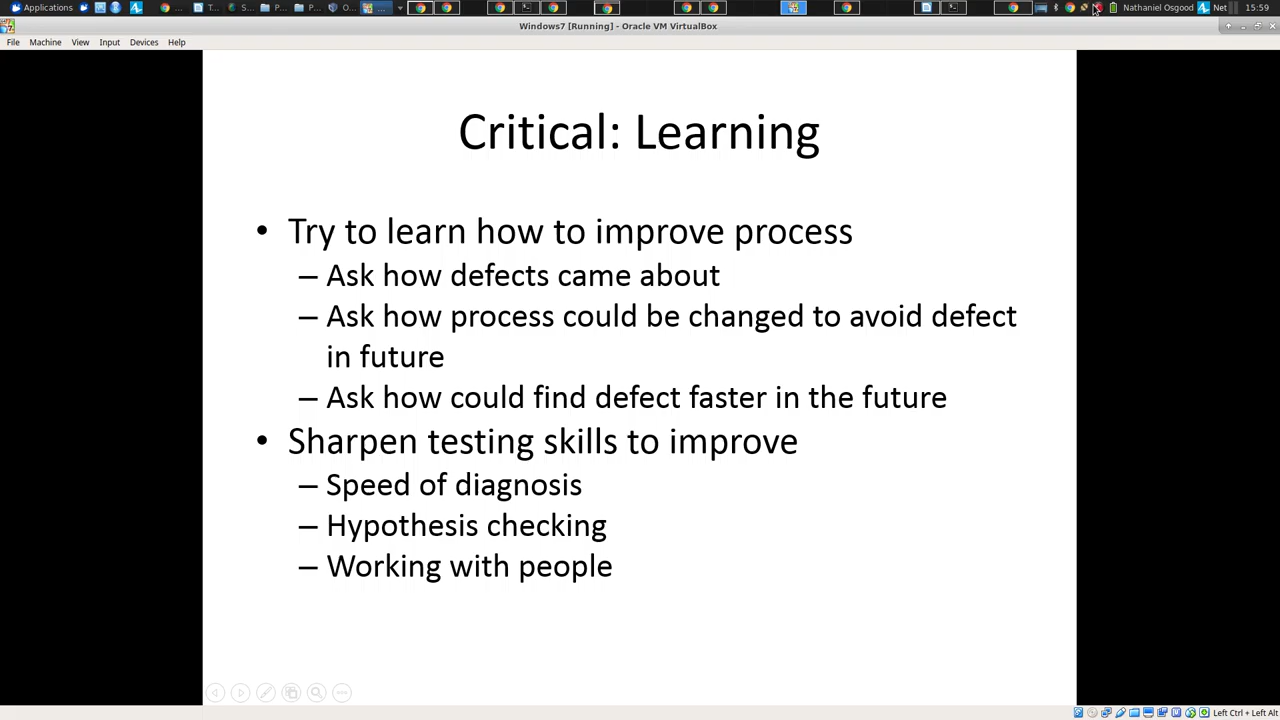 Applications
S...
P...
P...
O...
...
Nathaniel Osgood
Net
15:59
Windows7 [Running] - Oracle VM VirtualBox
File Machine View Input Devices Help
Critical: Learning
• Try to learn how to improve process
– Ask how defects came about
– Ask how process could be changed to avoid defect
in future
– Ask how could find defect faster in the future
• Sharpen testing skills to improve
– Speed of diagnosis
– Hypothesis checking
– Working with people
Left Ctrl + Left Alt